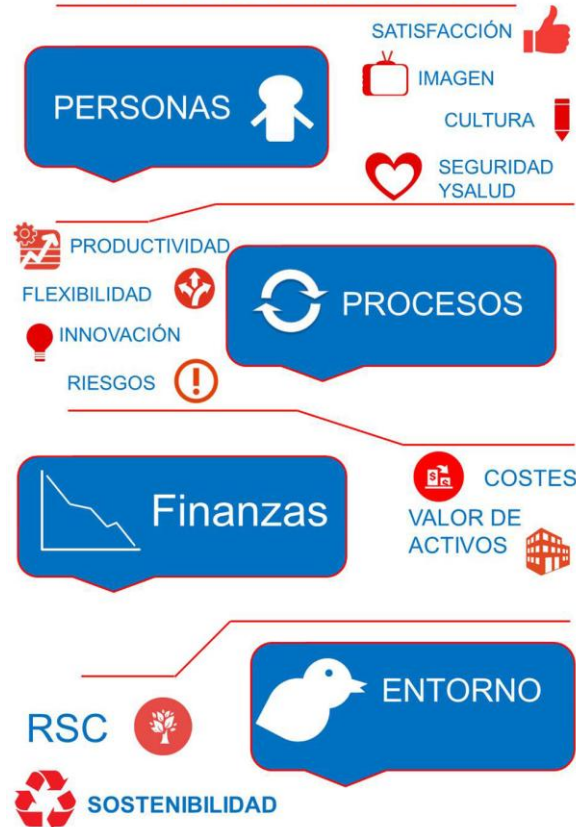 SATISFACCIÓN
IMAGEN
PERSONAS
CULTURA
SEGURIDAD
YSALUD
PRODUCTIVIDAD
FLEXIBILIDAD
PROCESOS
INNOVACIÓN
RIESGOS
COSTES
Finanzas
VALOR DE
ACTIVOS
ENTORNO
RSC
SOSTENIBILIDAD